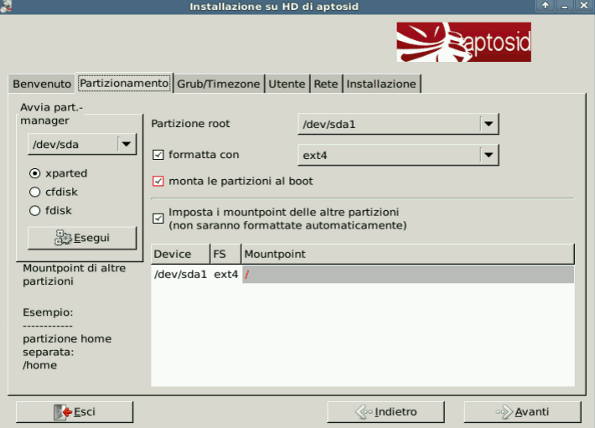 Installazione su HD di aptosid
aptosid
Benvenuto Partizionamento Grub/Timezone Utente Rete Installazione
Avvia part.-
manager
/dev/sda
xparted
cfdisk
fdisk
Esegui
Mountpoint di altre
partizioni
Esempio:
------------
partizione home
separata:
/home
Partizione root /dev/sda1
formatta con ext4
monta le partizioni al boot
Imposta i mountpoint delle altre partizioni
(non saranno formattate automaticamente)
Device FS Mountpoint
/dev/sda1 ext4 /
Esci Indietro Avanti